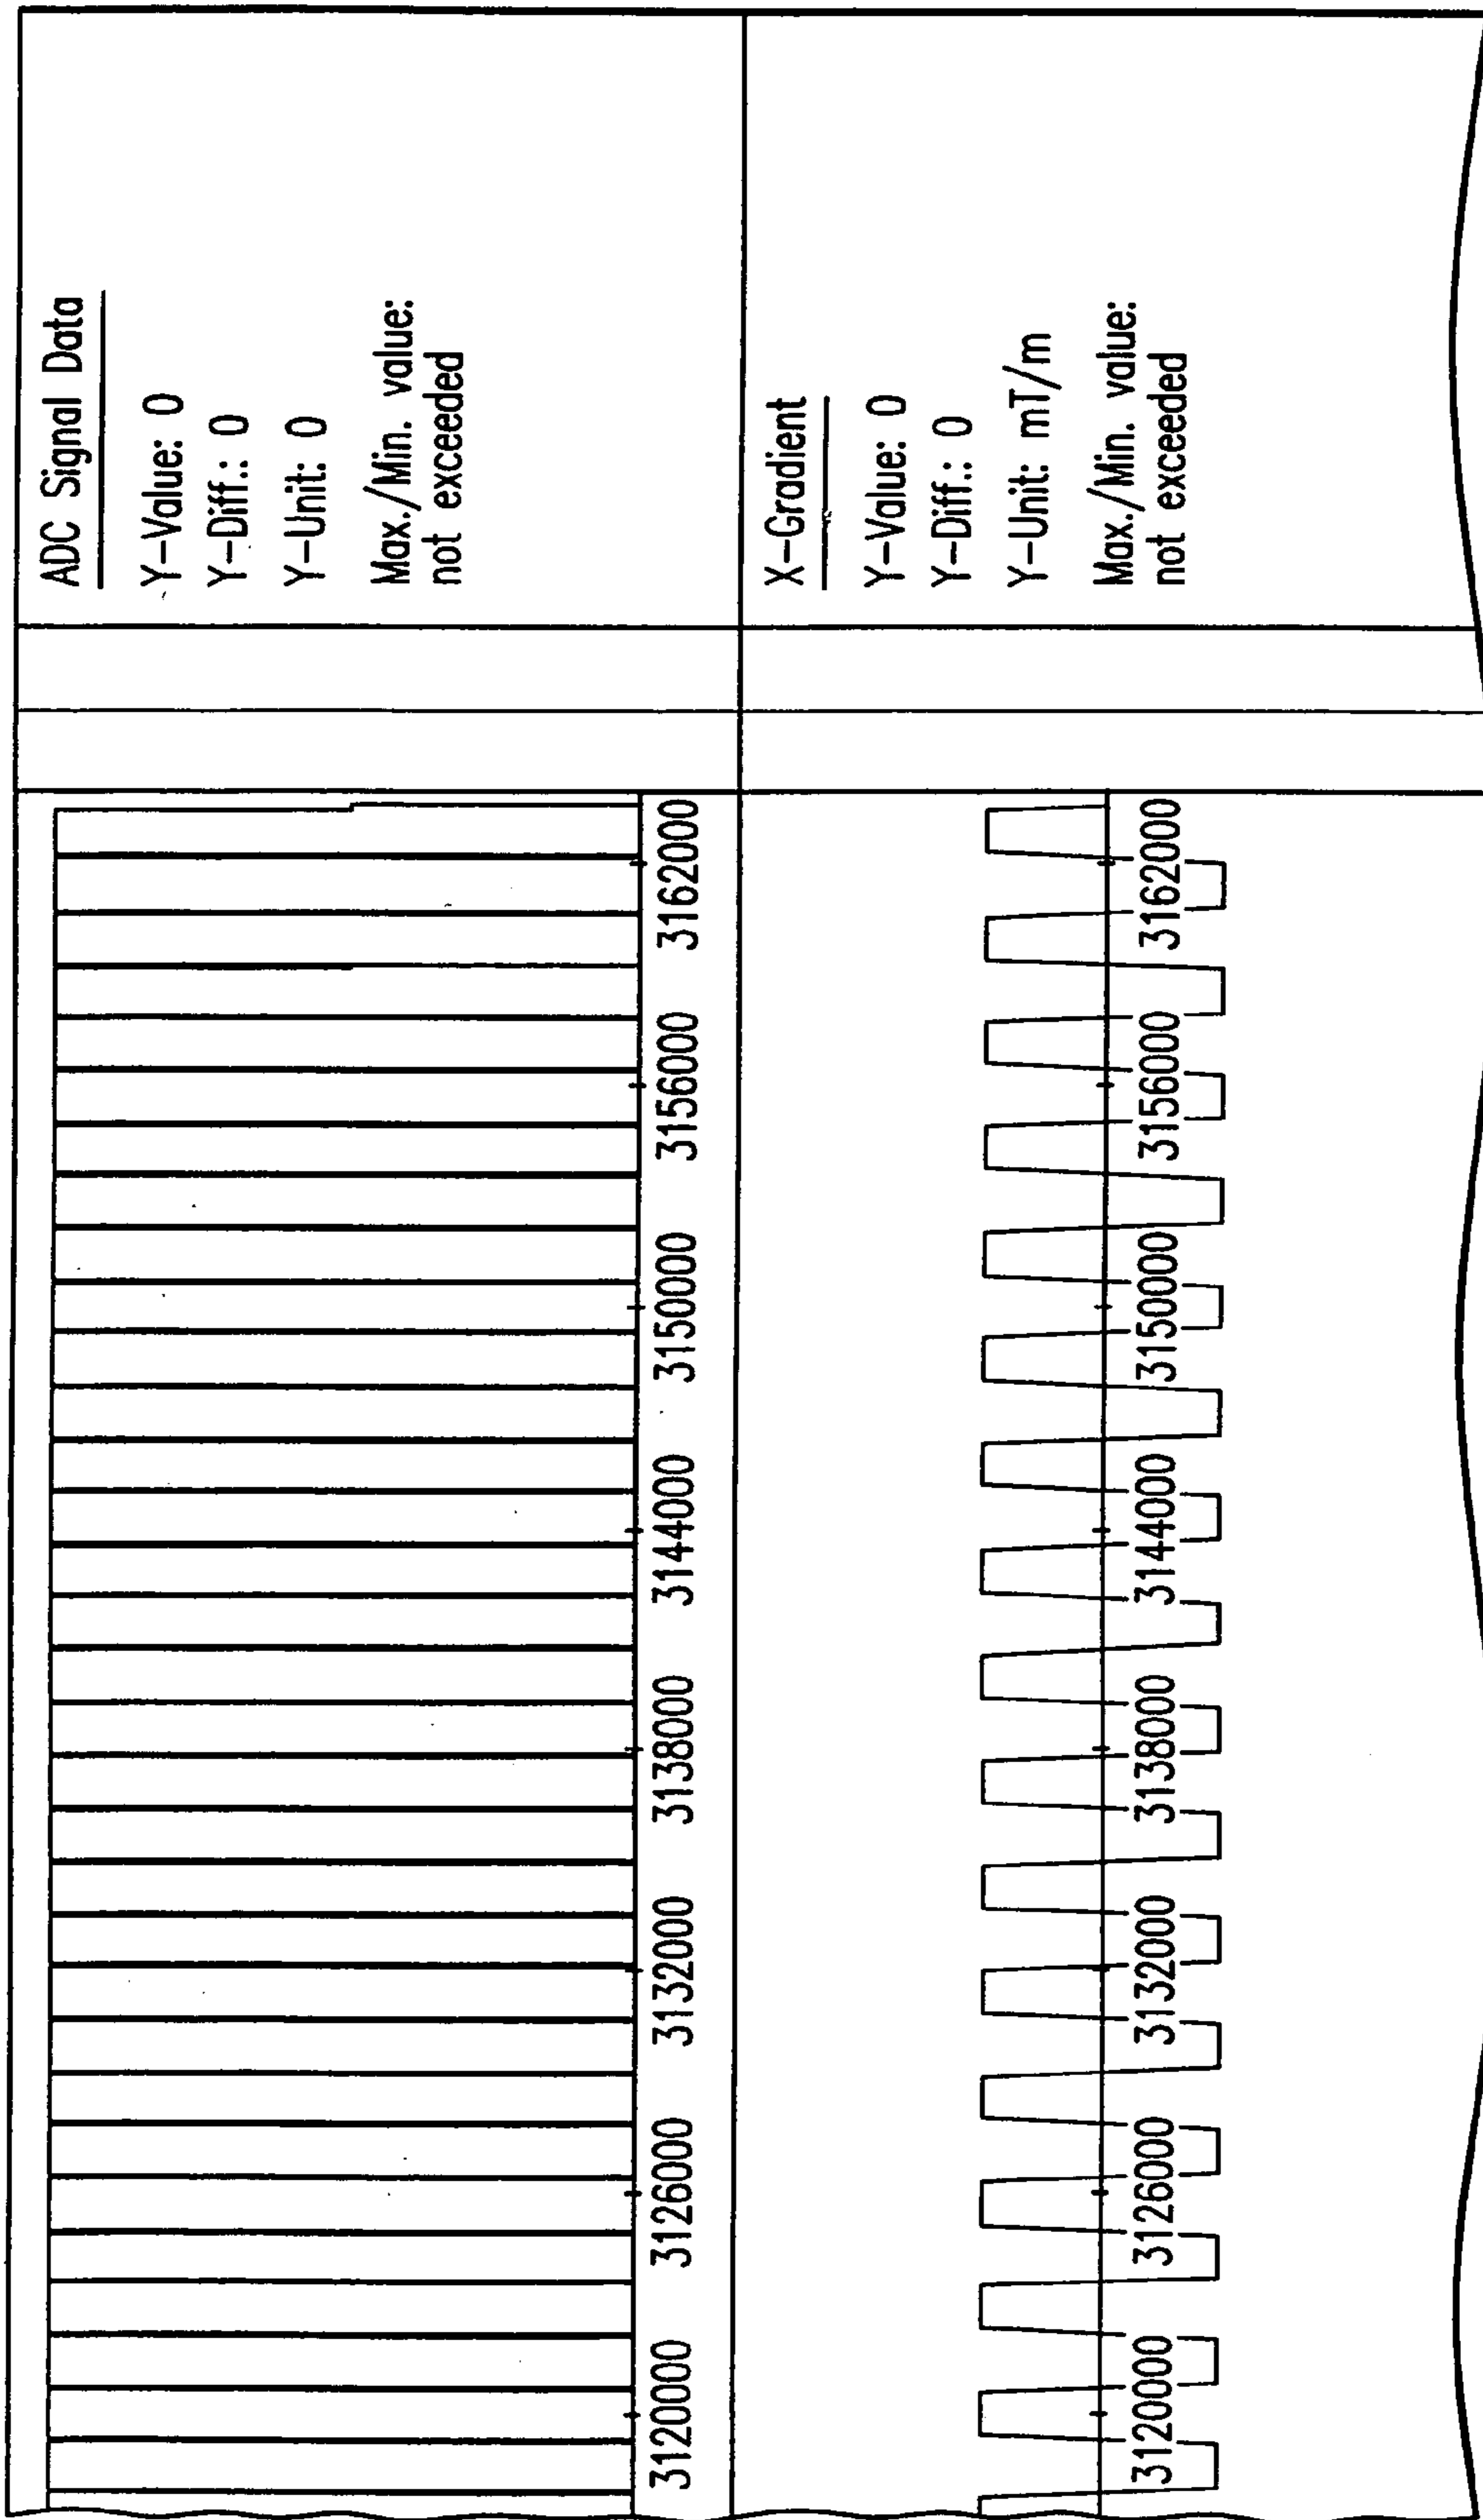 ADC Signal Data
Y-Value: 0
Y-Diff.: 0
Y-Unit: 0
Max./Min. value:
not exceeded
3120000 3126000 3132000 3138000 3144000 3150000 3156000 3162000
X-Gradient
Y-Value: 0
Y-Diff.: 0
Y-Unit: mT/m
Max./Min. value:
not exceeded
3120000 3126000 3132000 3138000 3144000 3150000 3156000 3162000